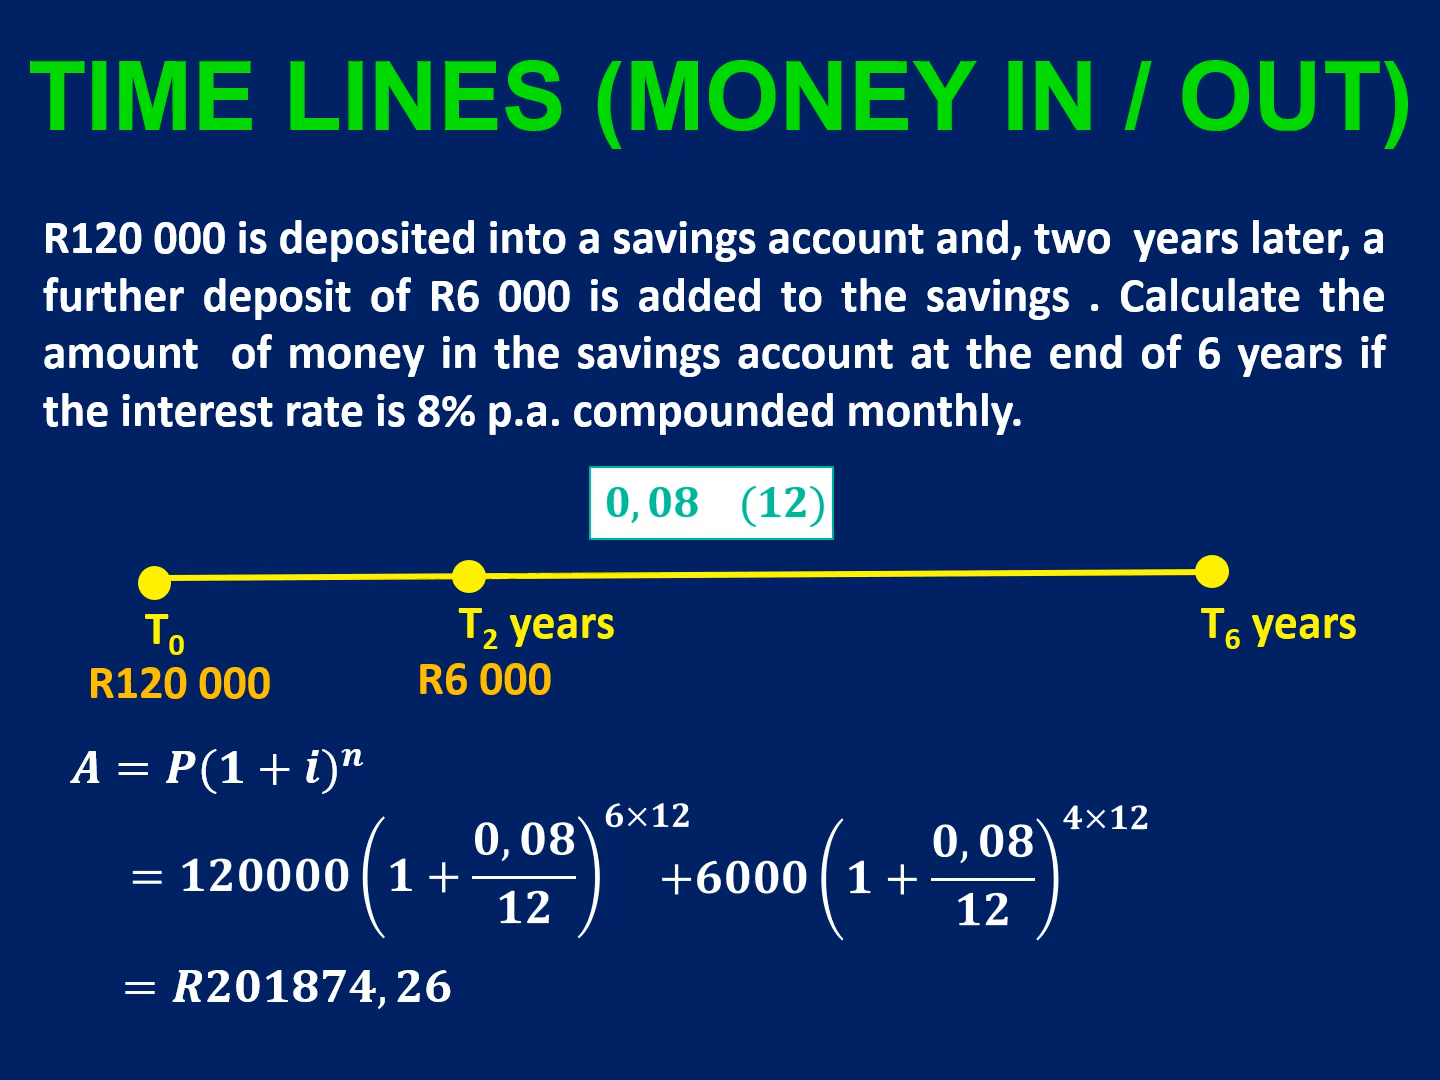 TIME LINES (MONEY IN / OUT)
R120 000 is deposited into a savings account and, two years later, a
further deposit of R6 000 is added to the savings . Calculate the
amount of money in the savings account at the end of 6 years if
the interest rate is 8% p.a. compounded monthly.
0,08 (12)
T₀ T₂ years T₆ years
R120 000 R6 000
A = P(1 + i)ⁿ
= 120000(1 + 0,08/12)^(6×12) +6000(1 + 0,08/12)^(4×12)
= R201874,26